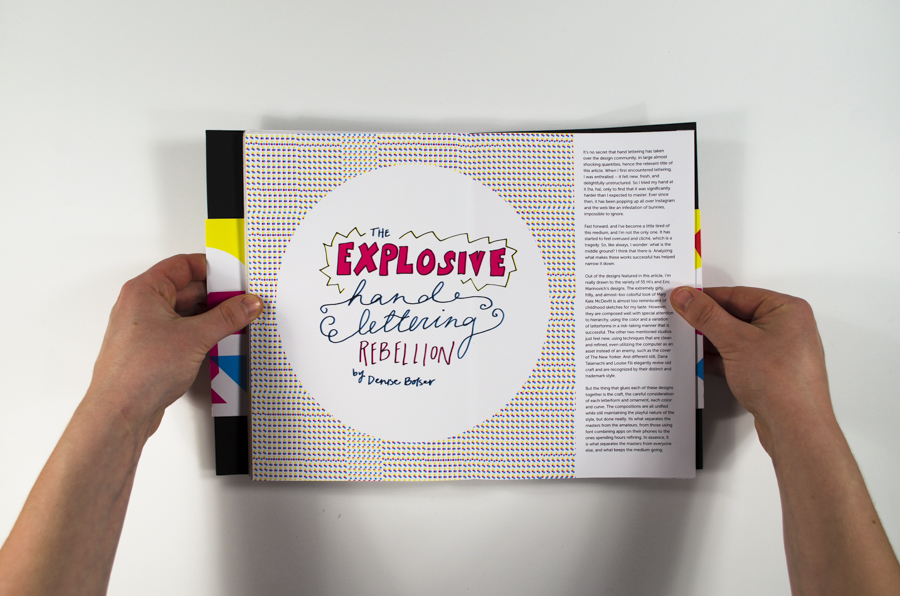 THE
EXPLOSIVE
hand
lettering
REBELLION
by Denise Bosler
It's no secret that hand lettering has taken
over the design community, in large almost
shocking quantities, hence the relevant title of
this article. When I first encountered lettering,
I was enthralled – it felt new, fresh, and
delightfully unstructured. So I tried my hand at
it (ha, ha), only to find that it was significantly
harder than I expected to master. Ever since
then, it has been popping up all over Instagram
and the web like an infestation of bunnies,
impossible to ignore.
Fast forward, and I've become a little tired of
this medium, and I'm not the only one. It has
started to feel overused and cliché, which is a
tragedy. So, like always, I wonder: what is the
middle ground? I think that there is. Analyzing
what makes these works successful has helped
narrow it down.
Out of the designs featured in this article, I'm
really drawn to the variety of 55 Hi's and Eric
Marinovich's designs. The extremely girly,
frilly, and almost too colorful look of Mary
Kate McDevitt is almost too reminiscent of
childhood sketches for my taste. However,
they are composed well with special attention
to hierarchy, using the color and a variation
of letterforms in a risk-taking manner that is
successful. The other two mentioned studios
just feel new, using techniques that are clean
and refined, even utilizing the computer as an
asset instead of an enemy, such as the cover
of The New Yorker. And different still, Dana
Tanamachi and Louise Fili elegantly revive old
craft and are recognized by their distinct and
trademark style.
But the thing that glues each of these designs
together is the craft, the careful consideration
of each letterform and ornament, each color
and curve. The compositions are all unified
while still maintaining the playful nature of the
style, but done neatly. It's what separates the
masters from the amateurs, from those using
font combining apps on their phones to the
ones spending hours refining. In essence, it
is what separates the masters from everyone
else, and what keeps the medium going.